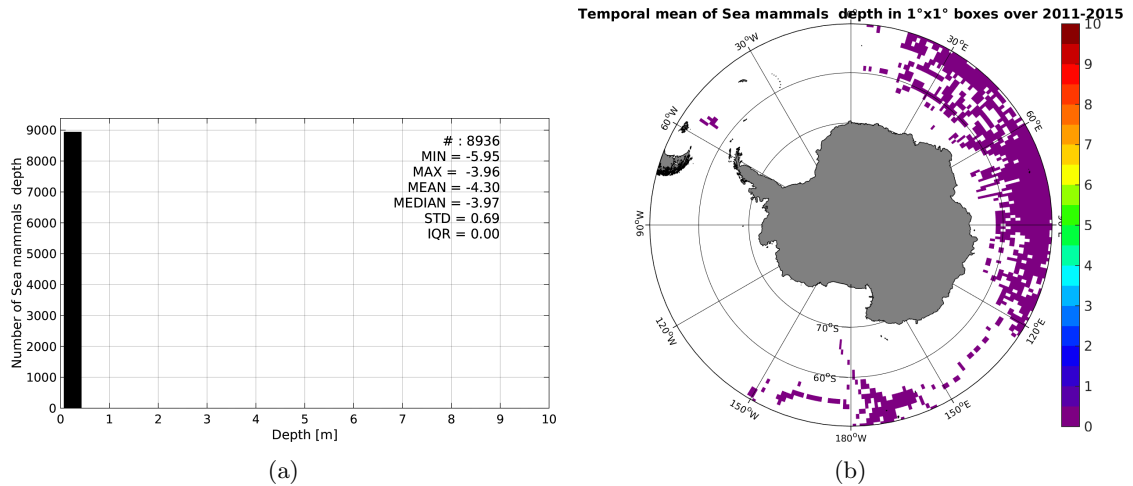 Number of Sea mammals  depth
9000
8000
7000
6000
5000
4000
3000
2000
1000
0
0 1 2 3 4 5 6 7 8 9 10
Depth [m]
# : 8936
MIN = -5.95
MAX =  -3.96
MEAN = -4.30
MEDIAN = -3.97
STD = 0.69
IQR = 0.00
(a)
Temporal mean of Sea mammals  depth in 1°x1° boxes over 2011-2015
30°W
30°E
60°W
60°E
90°W
120°W
120°E
150°W
150°E
180°W
70°S
60°S
10
9
8
7
6
5
4
3
2
1
0
(b)